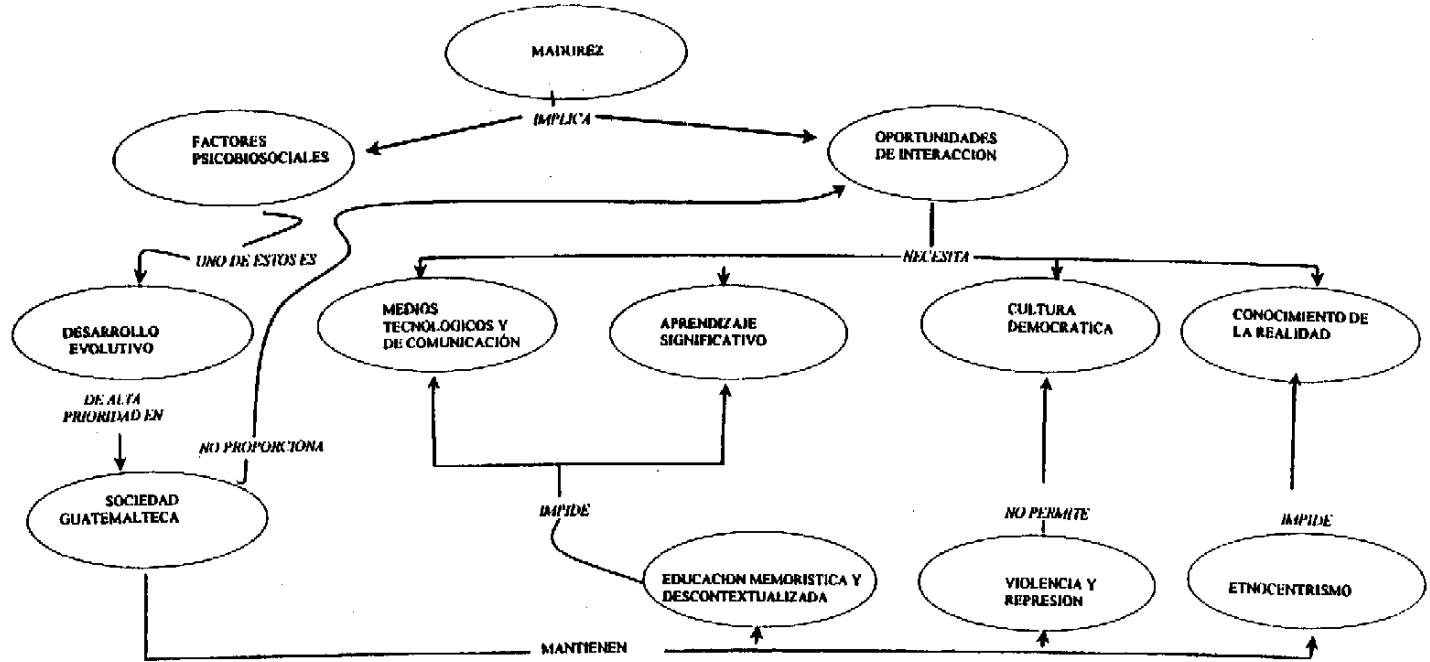 MADUREZ
IMPLICA
FACTORES
PSICOBIOSOCIALES
OPORTUNIDADES
DE INTERACCION
UNO DE ESTOS ES
NECESITA
DESARROLLO
EVOLUTIVO
MEDIOS
TECNOLOGICOS Y
DE COMUNICACIÓN
APRENDIZAJE
SIGNIFICATIVO
CULTURA
DEMOCRATICA
CONOCIMIENTO DE
LA REALIDAD
DE ALTA
PRIORIDAD EN
NO PROPORCIONA
SOCIEDAD
GUATEMALTECA
IMPIDE
NO PERMITE
IMPIDE
EDUCACION MEMORISTICA Y
DESCONTEXTUALIZADA
VIOLENCIA Y
REPRESION
ETNOCENTRISMO
MANTIENEN